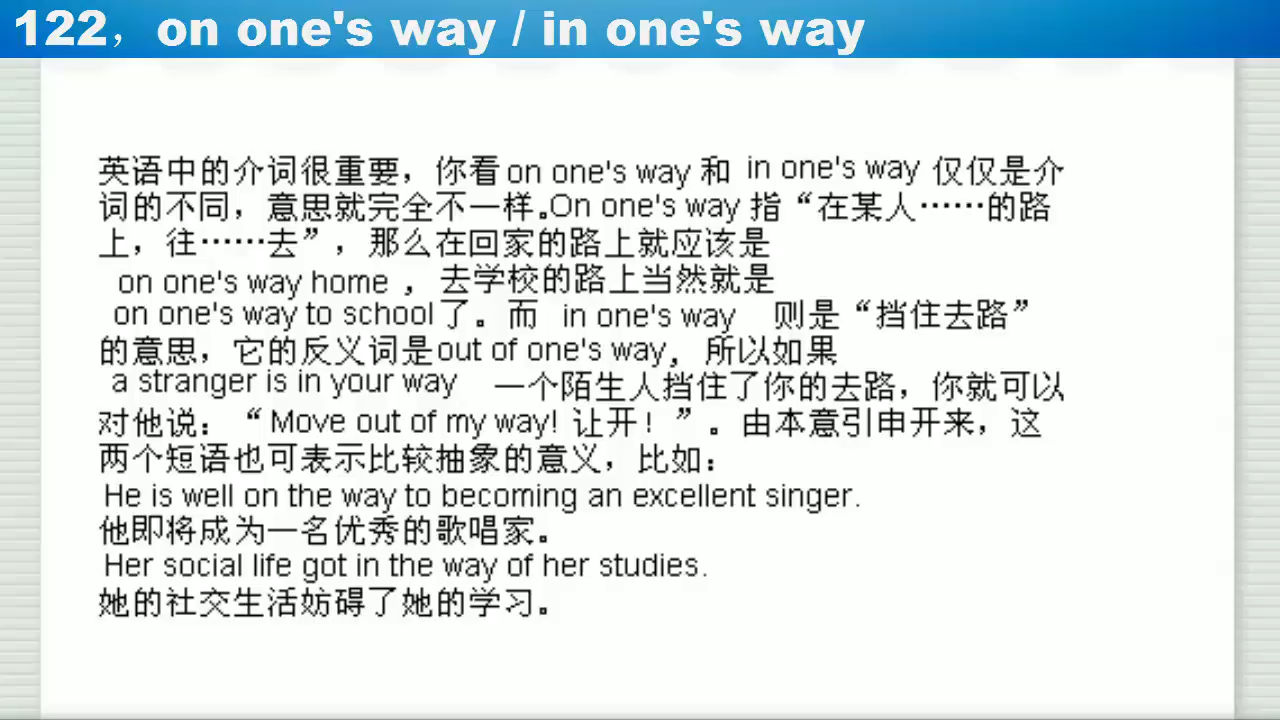 122，on one's way / in one's way
英语中的介词很重要，你看on one's way 和 in one's way 仅仅是介
词的不同，意思就完全不一样。On one's way 指“在某人……的路
上，往……去”，那么在回家的路上就应该是
on one's way home ，去学校的路上当然就是
on one's way to school了。而 in one's way 则是“挡住去路”
的意思，它的反义词是out of one's way，所以如果
a stranger is in your way 一个陌生人挡住了你的去路，你就可以
对他说：“Move out of my way! 让开！”。由本意引申开来，这
两个短语也可表示比较抽象的意义，比如：
He is well on the way to becoming an excellent singer.
他即将成为一名优秀的歌唱家。
Her social life got in the way of her studies.
她的社交生活妨碍了她的学习。